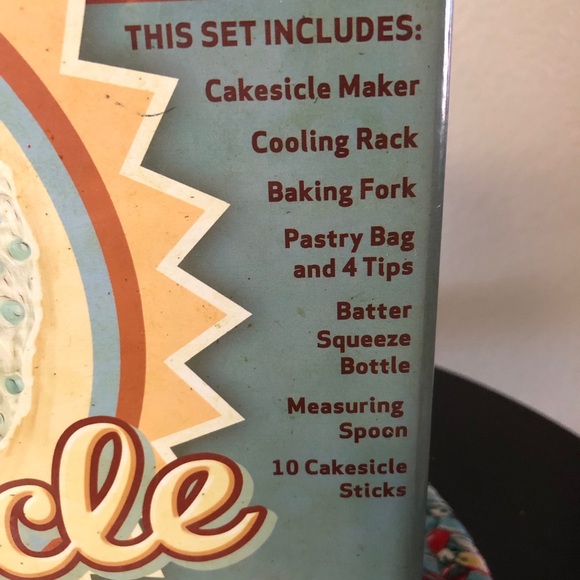 THIS SET INCLUDES:
Cakesicle Maker
Cooling Rack
Baking Fork
Pastry Bag
and 4 Tips
Batter
Squeeze
Bottle
Measuring
Spoon
10 Cakesicle
Sticks
cle